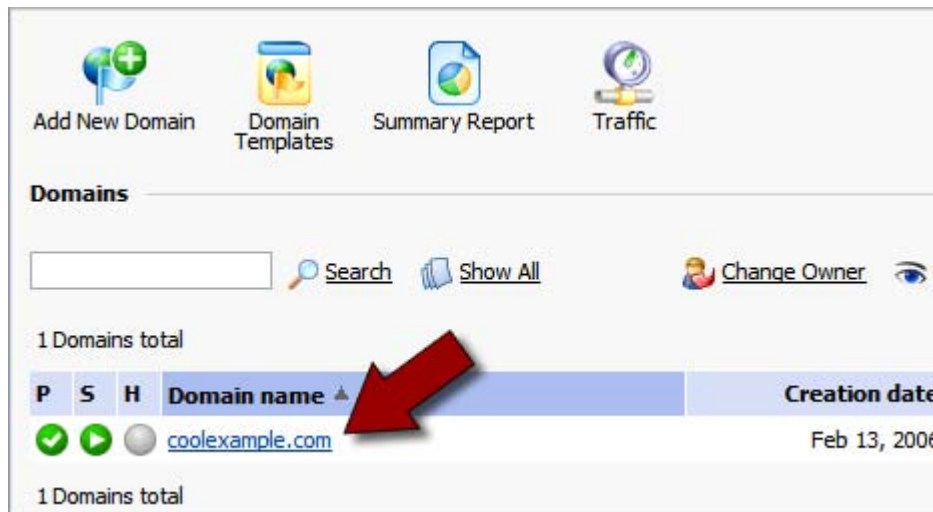 Add New Domain
Domain Templates
Summary Report
Traffic
Domains
Search Show All Change Owner
1 Domains total
P S H Domain name Creation date
coolexample.com Feb 13, 2006
1 Domains total